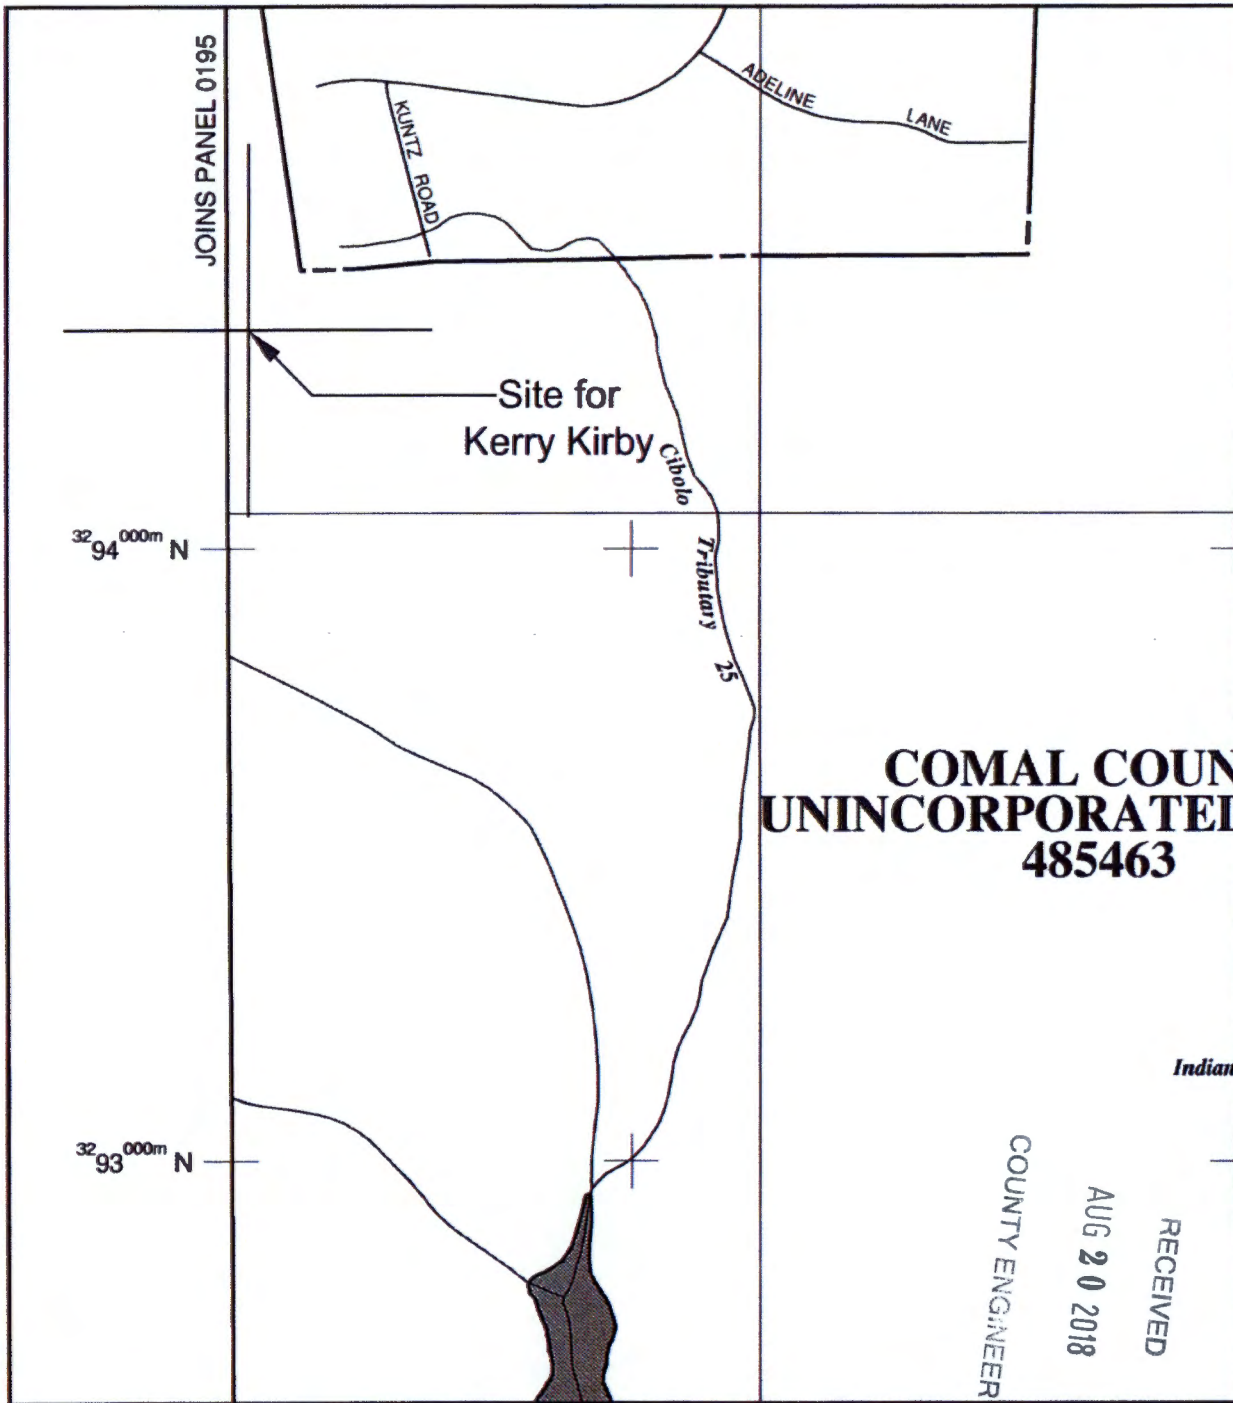 JOINS PANEL 0195
KUNTZ ROAD
ADELINE LANE
Site for
Kerry Kirby
Cibolo Tributary 25
3294000m N
COMAL COUN
UNINCORPORATED
485463
Indian
3293000m N
RECEIVED
AUG 20 2018
COUNTY ENGINEER